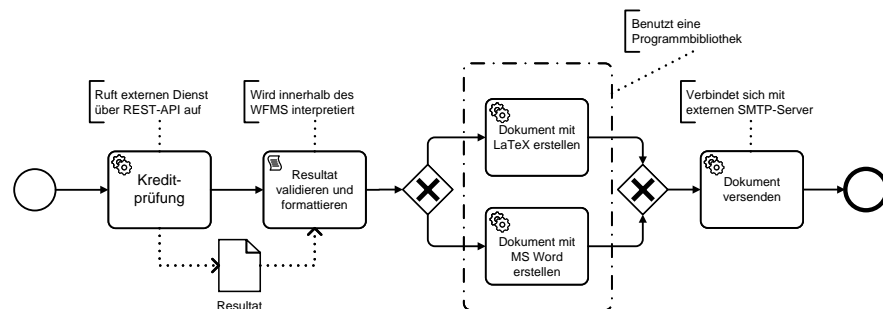 Benutzt eine
Programmbibliothek
Ruft externen Dienst
über REST-API auf
Wird innerhalb des
WFMS interpretiert
Verbindet sich mit
externen SMTP-Server
Kredit-
prüfung
Resultat
validieren und
formattieren
Dokument mit
LaTeX erstellen
Dokument mit
MS Word
erstellen
Dokument
versenden
Resultat